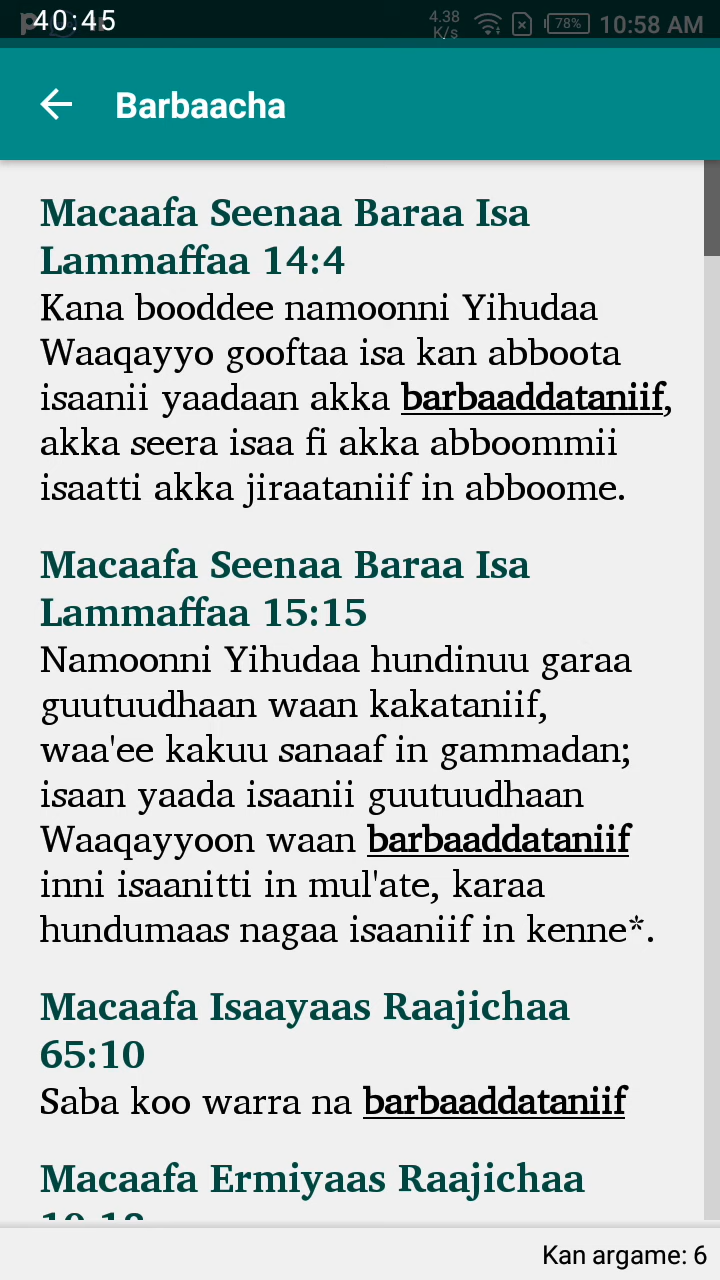 40:45
4.38
K/s
78%
10:58 AM
Barbaacha
Macaafa Seenaa Baraa Isa
Lammaffaa 14:4
Kana booddee namoonni Yihudaa
Waaqayyo gooftaa isa kan abboota
isaanii yaadaan akka barbaaddataniif,
akka seera isaa fi akka abboommii
isaatti akka jiraataniif in abboome.
Macaafa Seenaa Baraa Isa
Lammaffaa 15:15
Namoonni Yihudaa hundinuu garaa
guutuudhaan waan kakataniif,
waa'ee kakuu sanaaf in gammadan;
isaan yaada isaanii guutuudhaan
Waaqayyoon waan barbaaddataniif
inni isaanitti in mul'ate, karaa
hundumaas nagaa isaaniif in kenne*.
Macaafa Isaayaas Raajichaa
65:10
Saba koo warra na barbaaddataniif
Macaafa Ermiyaas Raajichaa
Kan argame: 6